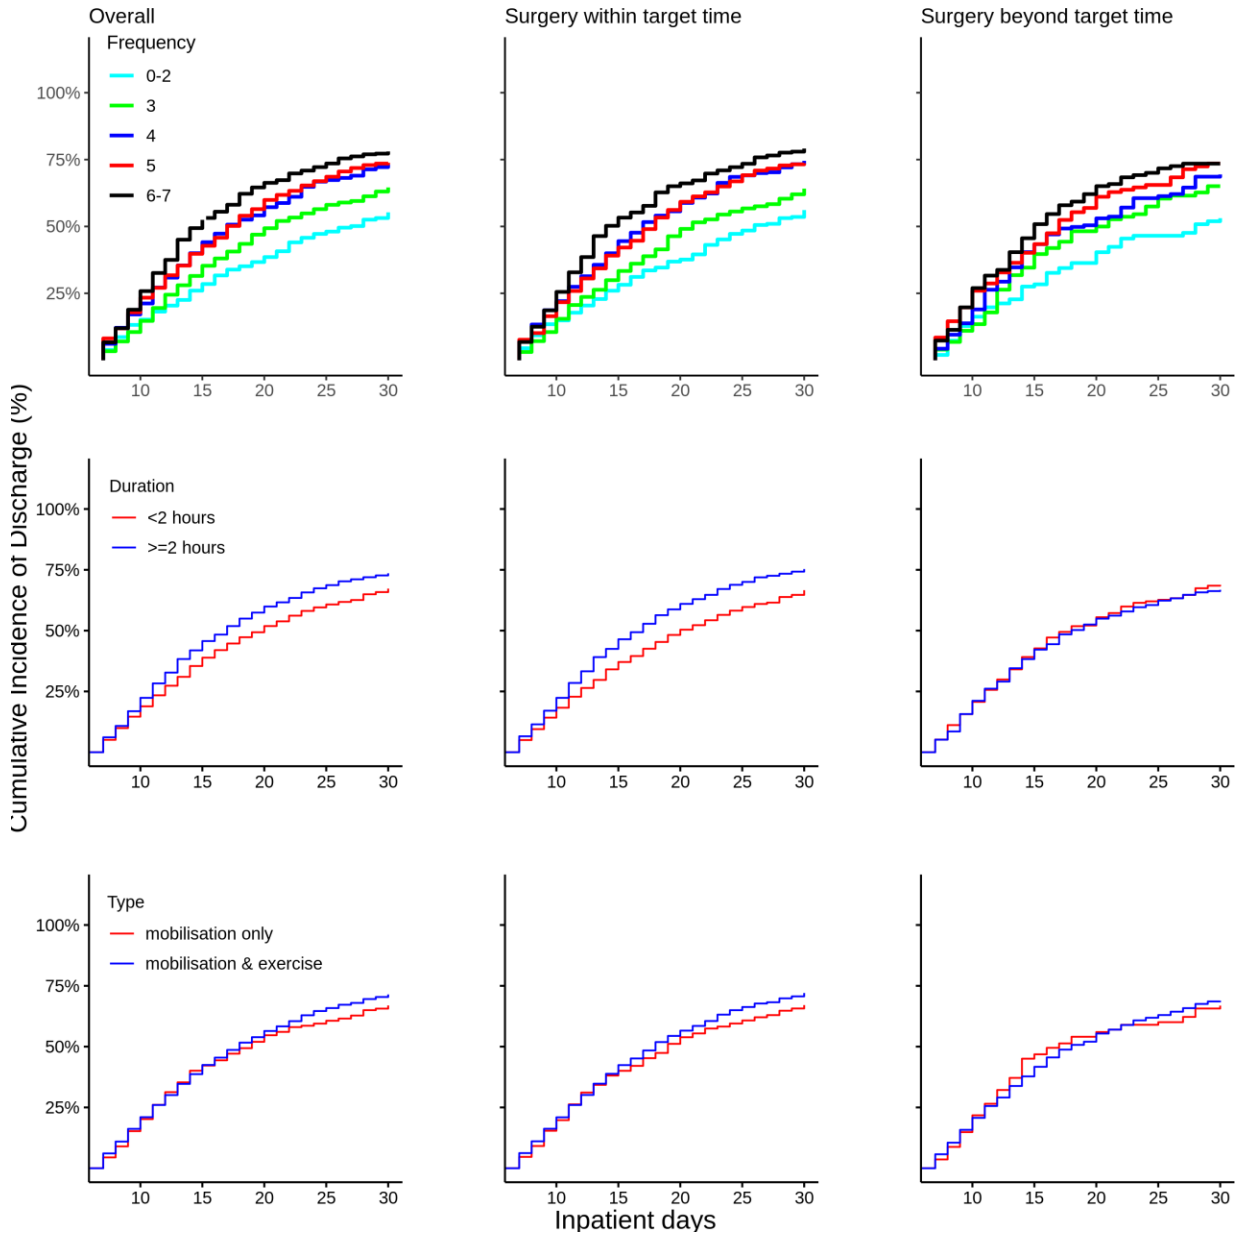 Overall
Surgery within target time
Surgery beyond target time
Frequency
0-2
3
4
5
6-7
100%
75%
50%
25%
10 15 20 25 30
10 15 20 25 30
10 15 20 25 30
Cumulative Incidence of Discharge (%)
Duration
<2 hours
>=2 hours
100%
75%
50%
25%
10 15 20 25 30
10 15 20 25 30
10 15 20 25 30
Type
mobilisation only
mobilisation & exercise
100%
75%
50%
25%
10 15 20 25 30
10 15 20 25 30
10 15 20 25 30
Inpatient days